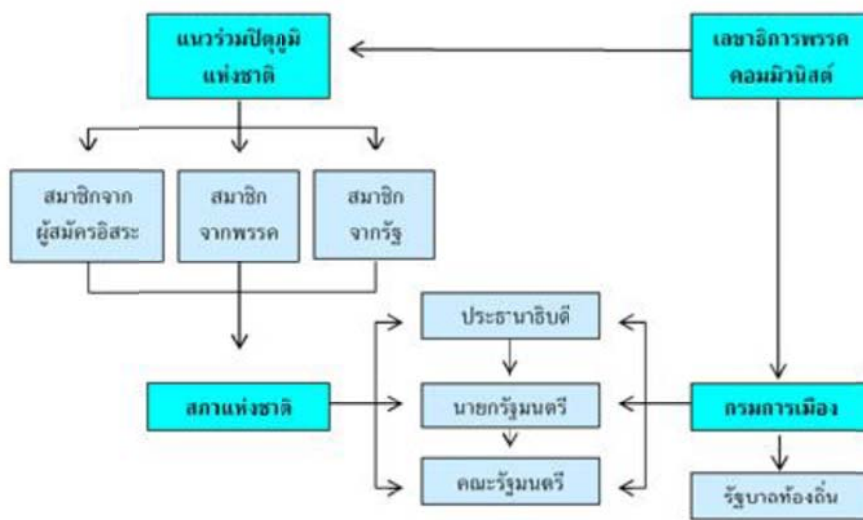 แนวร่วมปิตุภูมิ
แห่งชาติ
เลขาธิการพรรค
คอมมิวนิสต์
สมาชิกจาก
ผู้สมัครอิสระ
สมาชิก
จากพรรค
สมาชิก
จากรัฐ
ประธานาธิบดี
สภาแห่งชาติ
นายกรัฐมนตรี
กรมการเมือง
คณะรัฐมนตรี
รัฐบาลท้องถิ่น